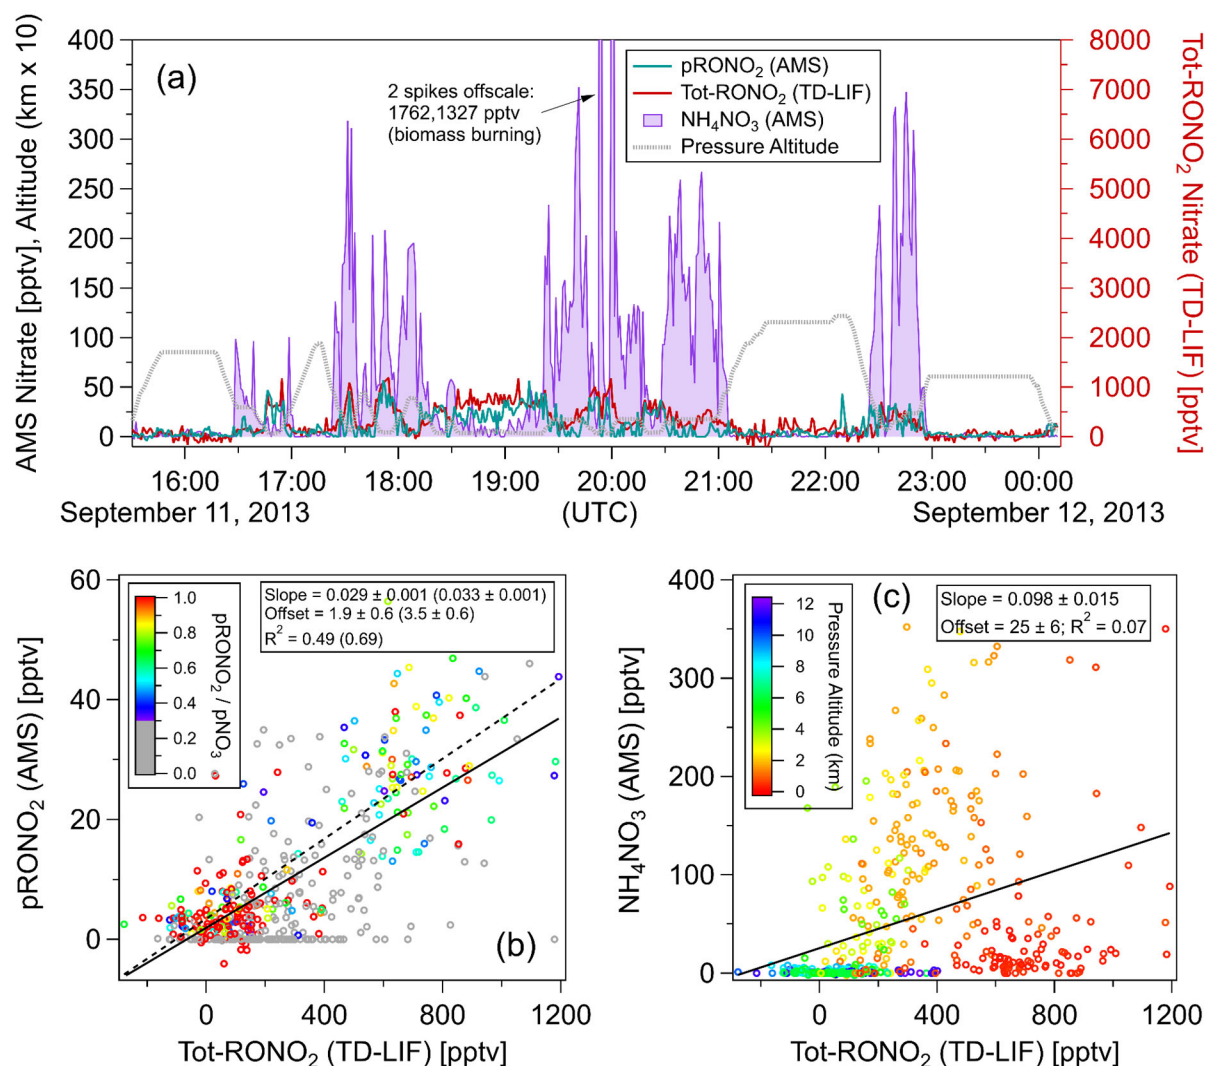 AMS Nitrate [pptv], Altitude (km x 10)
400
350
300
250
200
150
100
50
0
(a)
2 spikes offscale:
1762,1327 pptv
(biomass burning)
pRONO2 (AMS)
Tot-RONO2 (TD-LIF)
NH4NO3 (AMS)
Pressure Altitude
8000
7000
6000
5000
4000
3000
2000
1000
0
Tot-RONO2 Nitrate (TD-LIF) [pptv]
16:00 17:00 18:00 19:00 20:00 21:00 22:00 23:00 00:00
September 11, 2013 (UTC) September 12, 2013
pRONO2 (AMS) [pptv]
60
40
20
0
1.0
0.8
0.6
0.4
0.2
0.0
pRONO2 / pNO3
Slope = 0.029 ± 0.001 (0.033 ± 0.001)
Offset = 1.9 ± 0.6 (3.5 ± 0.6)
R2 = 0.49 (0.69)
(b)
0 400 800 1200
Tot-RONO2 (TD-LIF) [pptv]
NH4NO3 (AMS) [pptv]
400
300
200
100
0
12
10
8
6
4
2
0
Pressure Altitude (km)
(c)
Slope = 0.098 ± 0.015
Offset = 25 ± 6; R2 = 0.07
0 400 800 1200
Tot-RONO2 (TD-LIF) [pptv]